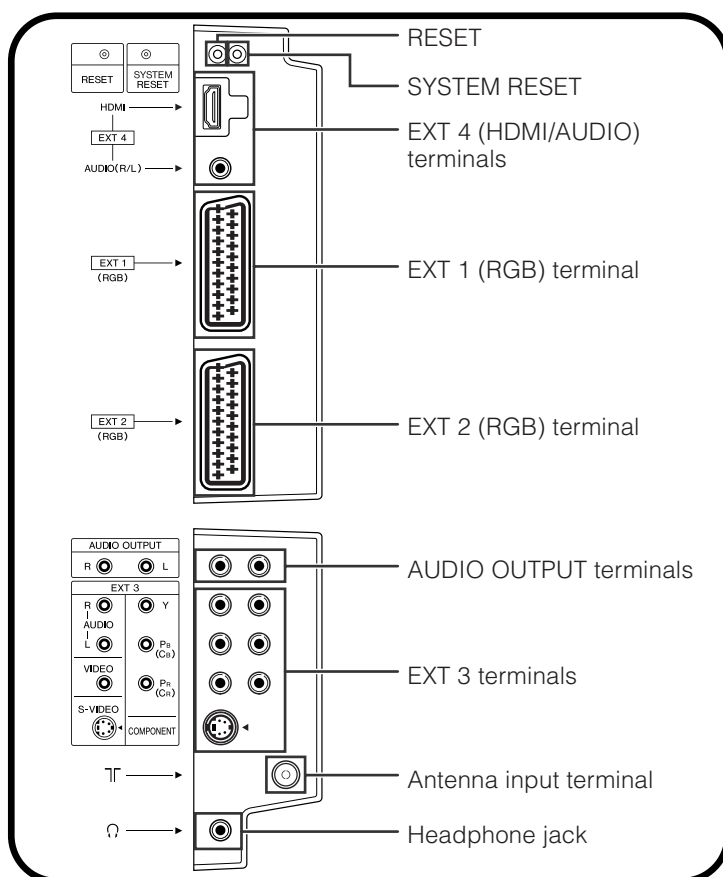 RESET
SYSTEM RESET
RESET
SYSTEM
RESET
HDMI
EXT 4
AUDIO(R/L)
EXT 4 (HDMI/AUDIO)
terminals
EXT 1
(RGB)
EXT 1 (RGB) terminal
EXT 2
(RGB)
EXT 2 (RGB) terminal
AUDIO OUTPUT
R L
AUDIO OUTPUT terminals
EXT 3
R Y
AUDIO
L PB
(CB)
VIDEO PR
(CR)
S-VIDEO
COMPONENT
EXT 3 terminals
Antenna input terminal
Headphone jack